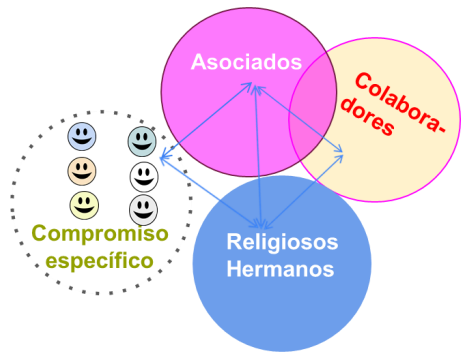 Asociados
Colabora-
dores
Compromiso
específico
Religiosos
Hermanos